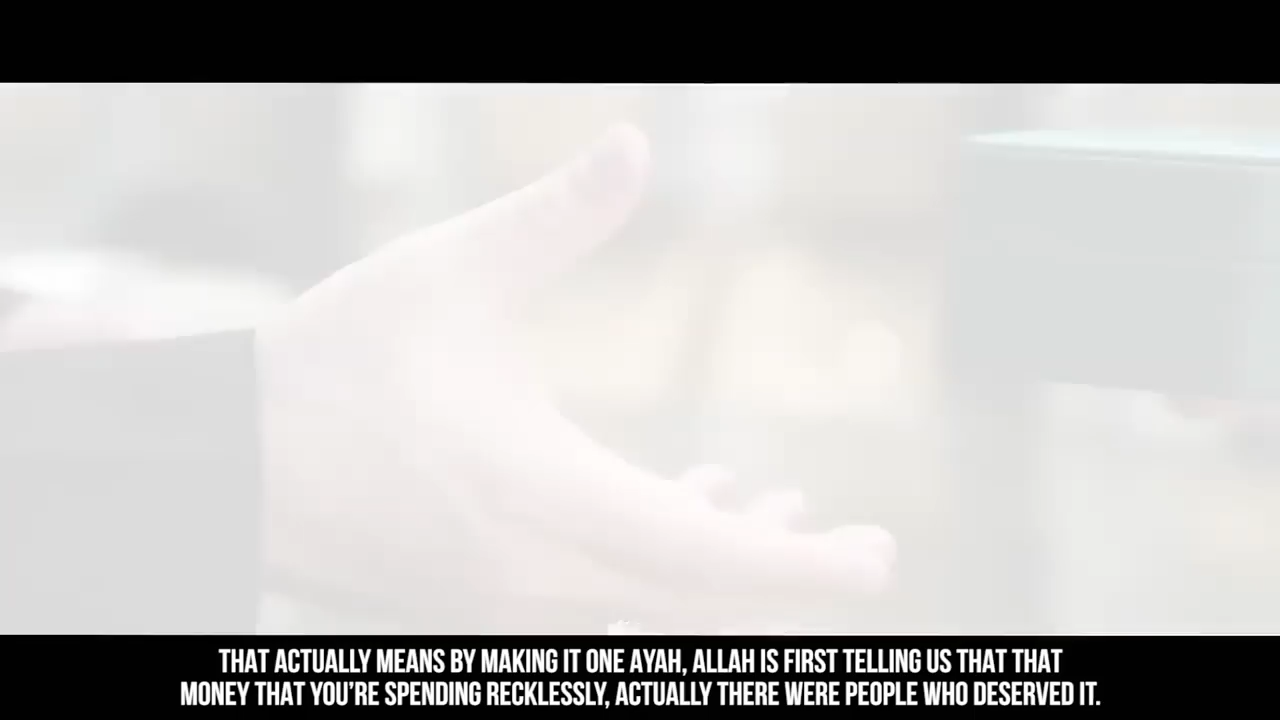 THAT ACTUALLY MEANS BY MAKING IT ONE AYAH, ALLAH IS FIRST TELLING US THAT THAT
MONEY THAT YOU'RE SPENDING RECKLESSLY, ACTUALLY THERE WERE PEOPLE WHO DESERVED IT.